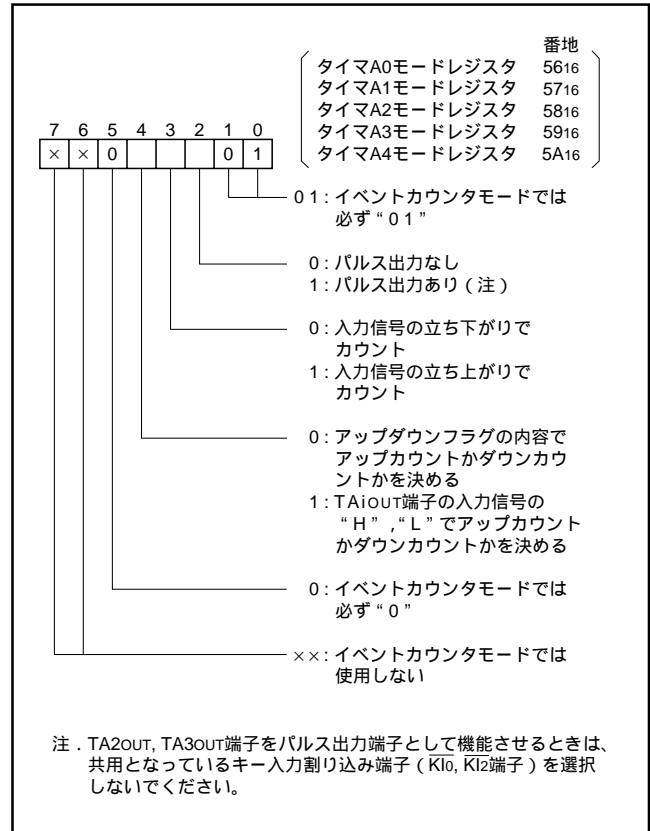 番地
タイマA0モードレジスタ 5616
タイマA1モードレジスタ 5716
タイマA2モードレジスタ 5816
タイマA3モードレジスタ 5916
タイマA4モードレジスタ 5A16
7 6 5 4 3 2 1 0
× × 0 0 1
0 1 : イベントカウンタモードでは
必ず“0 1”
0 : パルス出力なし
1 : パルス出力あり(注)
0 : 入力信号の立ち下がりで
カウント
1 : 入力信号の立ち上がりで
カウント
0 : アップダウンフラグの内容で
アップカウントかダウンカウ
ントかを決める
1 : TAiOUT端子の入力信号の
“H”,“L”でアップカウント
かダウンカウントかを決める
0 : イベントカウンタモードでは
必ず“0”
×× : イベントカウンタモードでは
使用しない
注．TA2OUT, TA3OUT端子をパルス出力端子として機能させるときは、
共用となっているキー入力割り込み端子(KI0, KI2端子)を選択
しないでください。